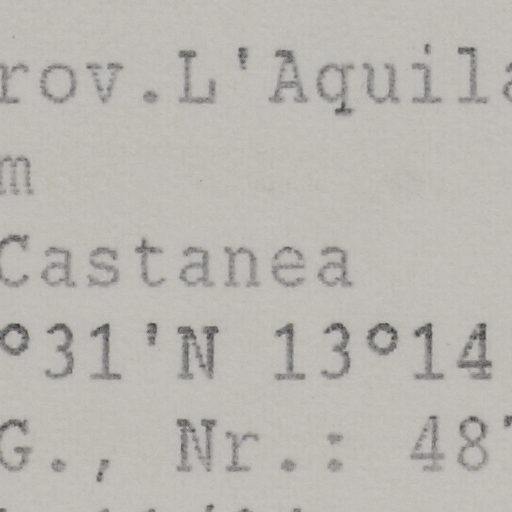 rov.L'Aquila
m
Castanea
°31'N 13°14
G., Nr.: 48